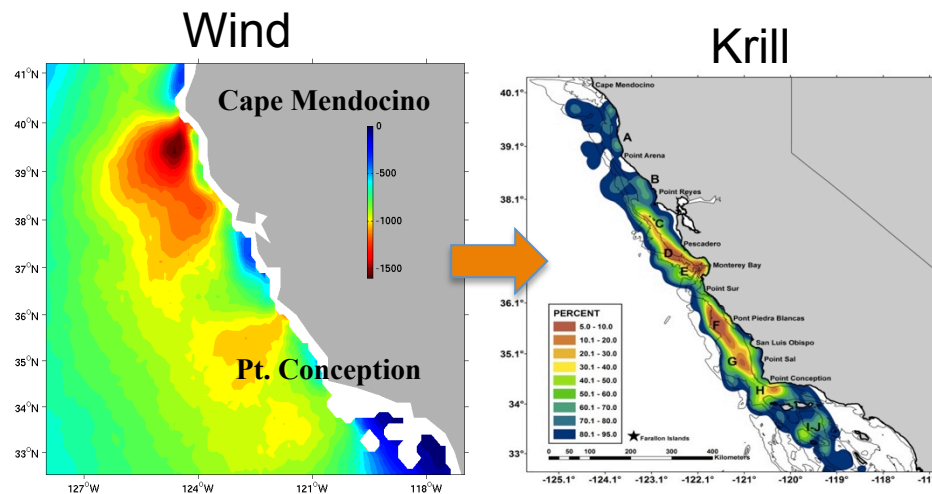 Wind
Krill
41°N
40°N
39°N
38°N
37°N
36°N
35°N
34°N
33°N
127°W
124°W
121°W
118°W
Cape Mendocino
0
-500
-1000
-1500
Pt. Conception
40.1°
39.1°
38.1°
36.1°
35.1°
34°
33°
Cape Mendocino
A
Point Arena
B
Point Reyes
C
Pescadero
D
Monterey Bay
E
Point Sur
F
Pont Piedra Blancas
San Luis Obispo
G
Point Sal
Point Conception
H
I-J
PERCENT
5.0 - 10.0
10.1 - 20.0
20.1 - 30.0
30.1 - 40.0
40.1 - 50.0
50.1 - 60.0
60.1 - 70.0
70.1 - 80.0
80.1 - 95.0
Farallon Islands
0 50 100 200 300 400
Kilometers
-125.1° -124.1° -123.1° -122.1° -121° -120° -119° -118°